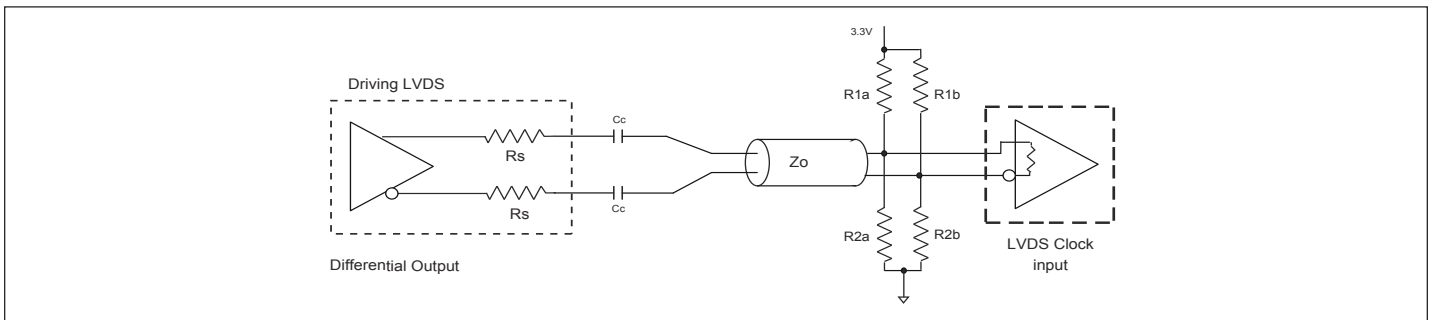 3.3V
Driving LVDS
R1a
R1b
Cc
Rs
Zo
Cc
Rs
R2a
R2b
LVDS Clock
input
Differential Output